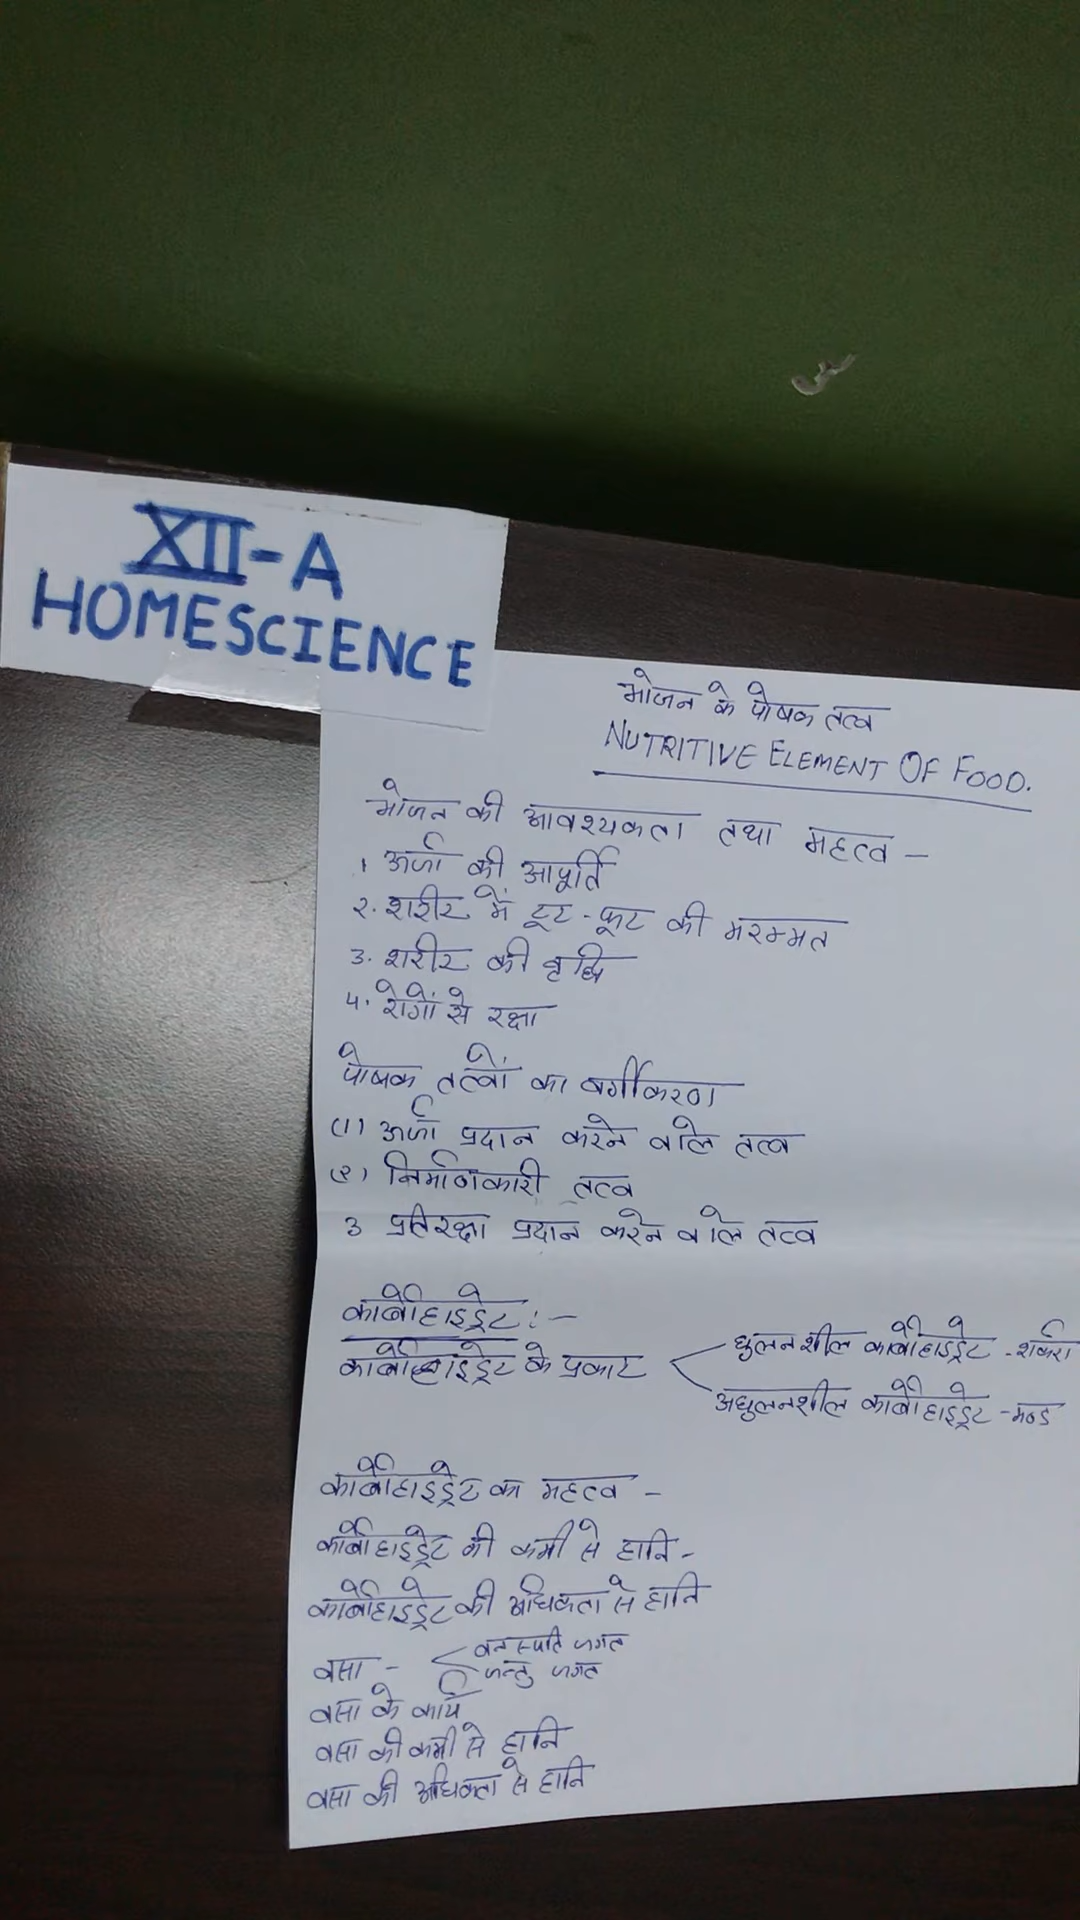 XII-A
HOMESCIENCE
भोजन के पोषक तत्व
NUTRITIVE ELEMENT OF FOOD.
भोजन की आवश्यकता तथा महत्व -
1 ऊर्जा की आपूर्ति
२. शरीर में टूट-फूट की मरम्मत
3. शरीर की वृद्धि
4. रोगों से रक्षा
पोषक तत्वों का वर्गीकरण
(1) ऊर्जा प्रदान करने वाले तत्व
(२) निर्माणकारी तत्व
3 प्रतिरक्षा प्रदान करने वाले तत्व
कार्बोहाइड्रेट :-
घुलनशील कार्बोहाइड्रेट - शर्करा
कार्बोहाइड्रेट के प्रकार
अघुलनशील कार्बोहाइड्रेट - मण्ड
कार्बोहाइड्रेट का महत्व -
कार्बोहाइड्रेट की कमी से हानि -
कार्बोहाइड्रेट की अधिकता से हानि
वनस्पति जगत
वसा -
जन्तु जगत
वसा के कार्य
वसा की कमी से हानि
वसा की अधिकता से हानि